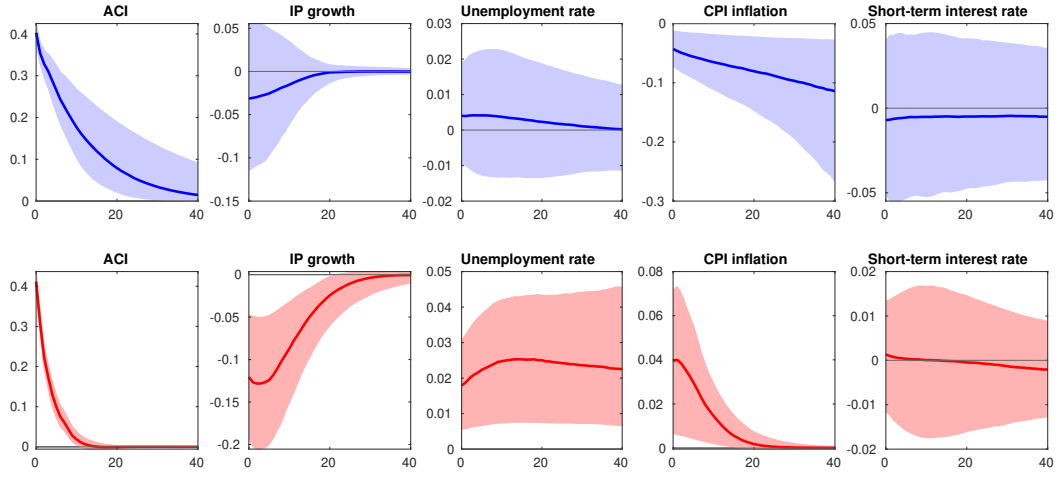 ACI IP growth Unemployment rate CPI inflation Short-term interest rate
0.4 0.05 0.03 0 0.05
0.3 0 0.02 -0.1 0
0.2 -0.05 0.01 -0.2 -0.05
0.1 -0.1 0 -0.3
0 -0.15 -0.01
-0.02
0 20 40 0 20 40 0 20 40 0 20 40 0 20 40
ACI IP growth Unemployment rate CPI inflation Short-term interest rate
0.4 0 0.05 0.08 0.02
0.3 -0.05 0.04 0.06 0.01
0.2 -0.1 0.03 0.04 0
0.1 -0.15 0.02 0.02 -0.01
0 -0.2 0.01 0 -0.02
0
0 20 40 0 20 40 0 20 40 0 20 40 0 20 40